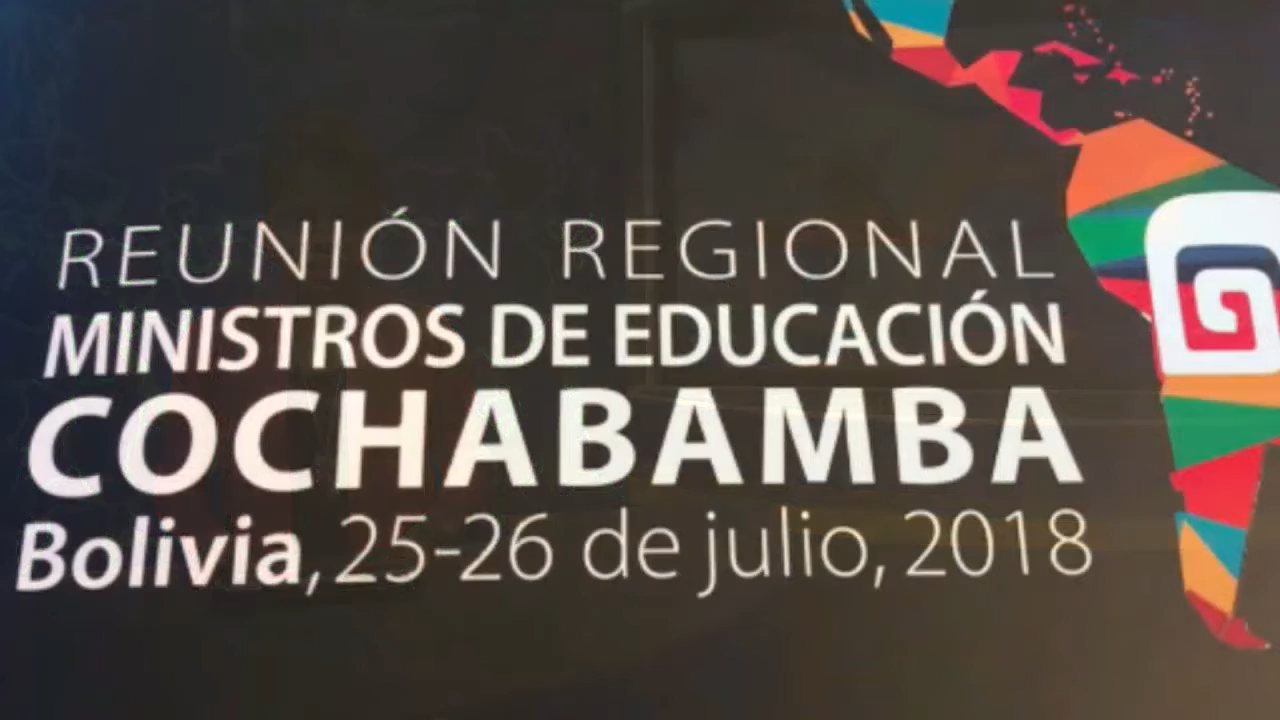 REUNIÓN REGIONAL
MINISTROS DE EDUCACIÓN
COCHABAMBA
Bolivia, 25-26 de julio, 2018